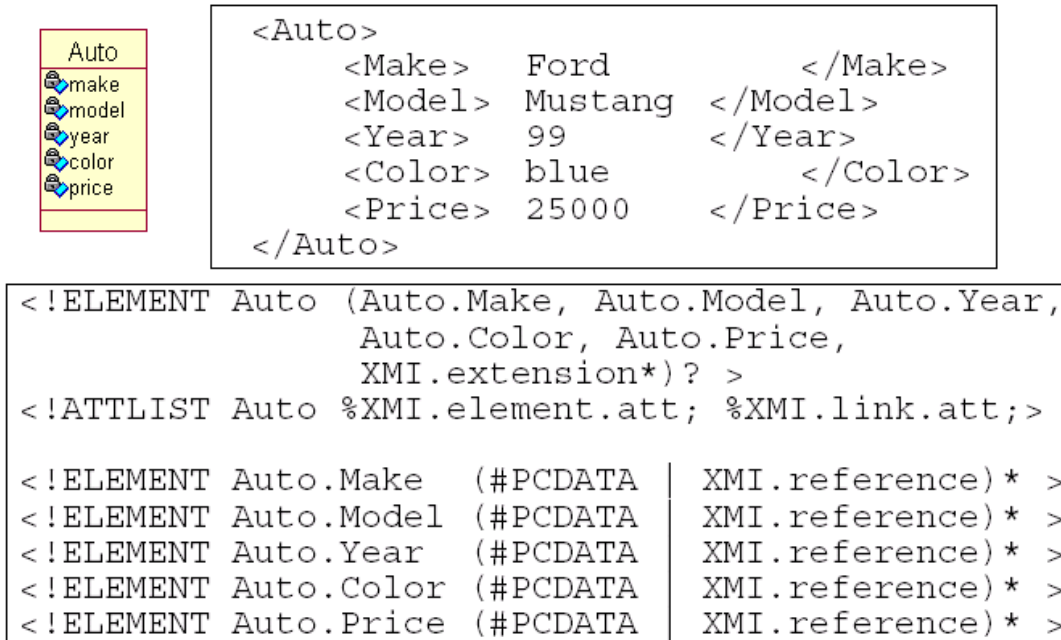 Auto
make
model
year
color
price
<Auto>
<Make> Ford </Make>
<Model> Mustang </Model>
<Year> 99 </Year>
<Color> blue </Color>
<Price> 25000 </Price>
</Auto>
<!ELEMENT Auto (Auto.Make, Auto.Model, Auto.Year,
Auto.Color, Auto.Price,
XMI.extension*)? >
<!ATTLIST Auto %XMI.element.att; %XMI.link.att;>
<!ELEMENT Auto.Make (#PCDATA | XMI.reference)* >
<!ELEMENT Auto.Model (#PCDATA | XMI.reference)* >
<!ELEMENT Auto.Year (#PCDATA | XMI.reference)* >
<!ELEMENT Auto.Color (#PCDATA | XMI.reference)* >
<!ELEMENT Auto.Price (#PCDATA | XMI.reference)* >